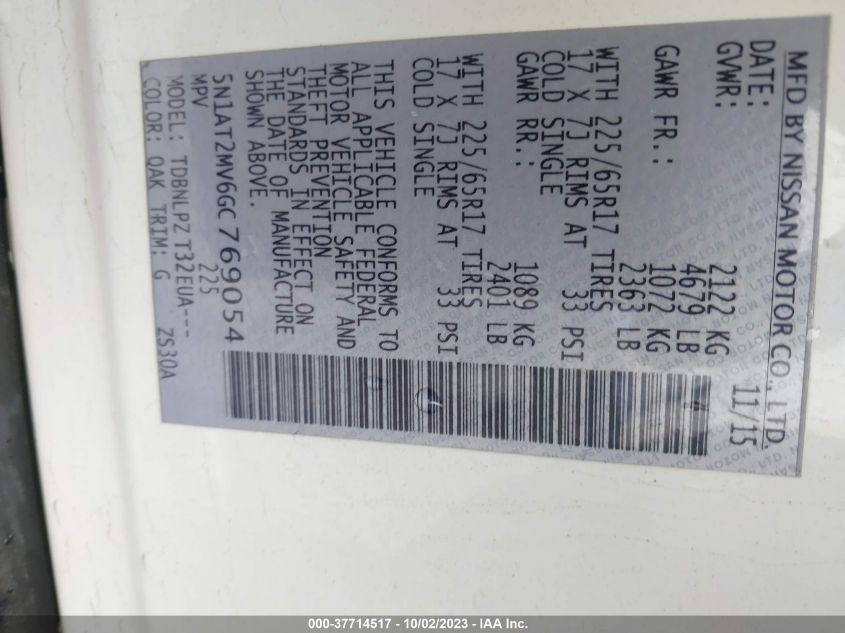 MFD BY NISSAN MOTOR CO., LTD.
DATE: 11/15
GVWR: 2122 KG
4679 LB
GAWR FR.: 1072 KG
2363 LB
WITH 225/65R17 TIRES
17 X 7J RIMS AT 33 PSI
COLD SINGLE
GAWR RR.: 1089 KG
2401 LB
WITH 225/65R17 TIRES
17 X 7J RIMS AT 33 PSI
COLD SINGLE
THIS VEHICLE CONFORMS TO
ALL APPLICABLE FEDERAL
MOTOR VEHICLE SAFETY AND
THEFT PREVENTION
STANDARDS IN EFFECT ON
THE DATE OF MANUFACTURE
SHOWN ABOVE.
5N1AT2MV6GC769054
MPV 225
MODEL: TDBNLPZ T32EUA---
COLOR: QAK TRIM: G ZS30A
000-37714517 - 10/02/2023 - IAAI Inc.